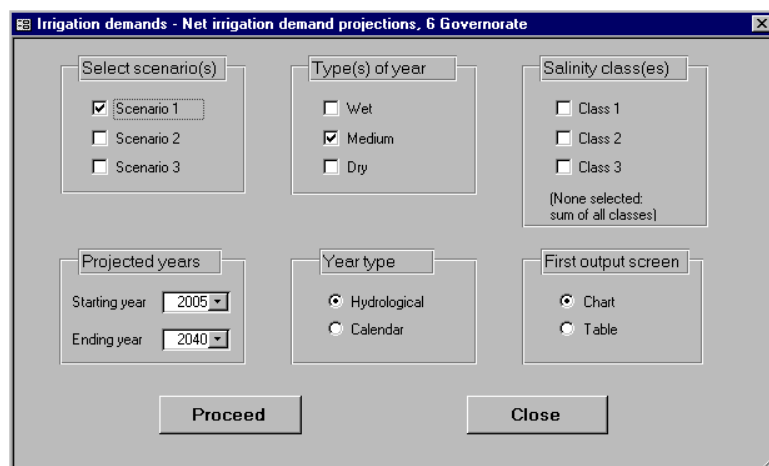 Irrigation demands - Net irrigation demand projections, 6 Governorate
Select scenario(s)
Scenario 1
Scenario 2
Scenario 3
Type(s) of year
Wet
Medium
Dry
Salinity class(es)
Class 1
Class 2
Class 3
(None selected:
sum of all classes)
Projected years
Starting year 2005
Ending year 2040
Year type
Hydrological
Calendar
First output screen
Chart
Table
Proceed
Close